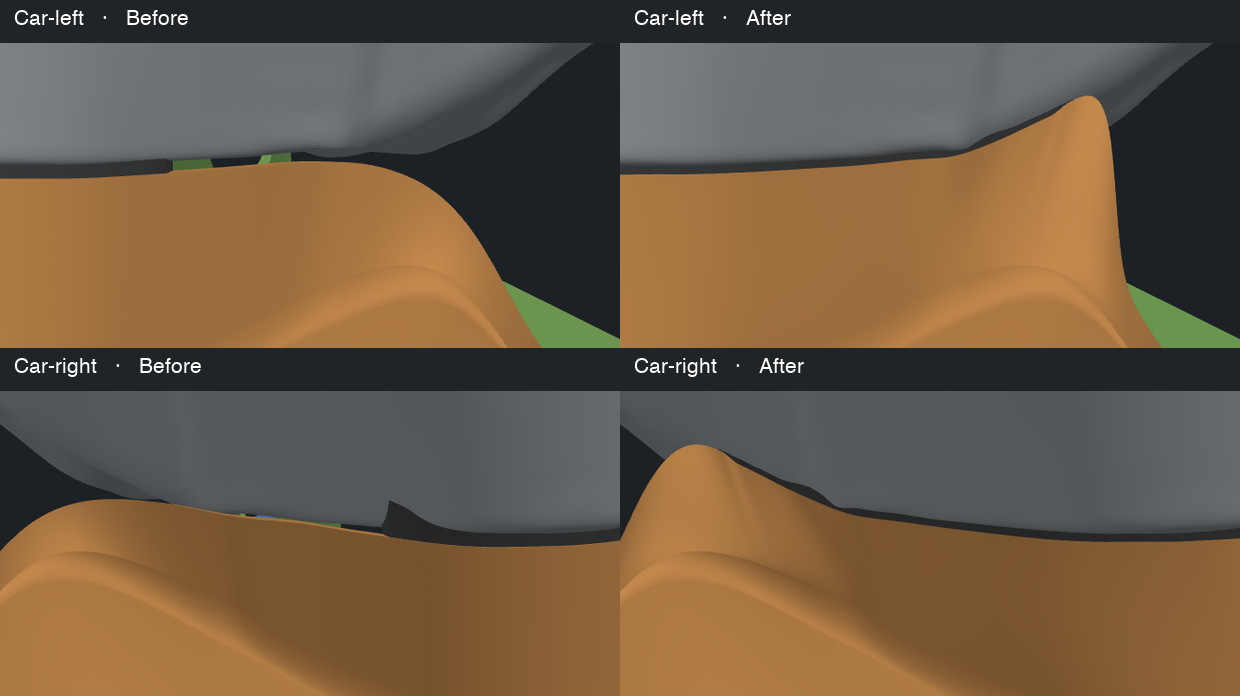 Car-left · Before
Car-left · After
Car-right · Before
Car-right · After